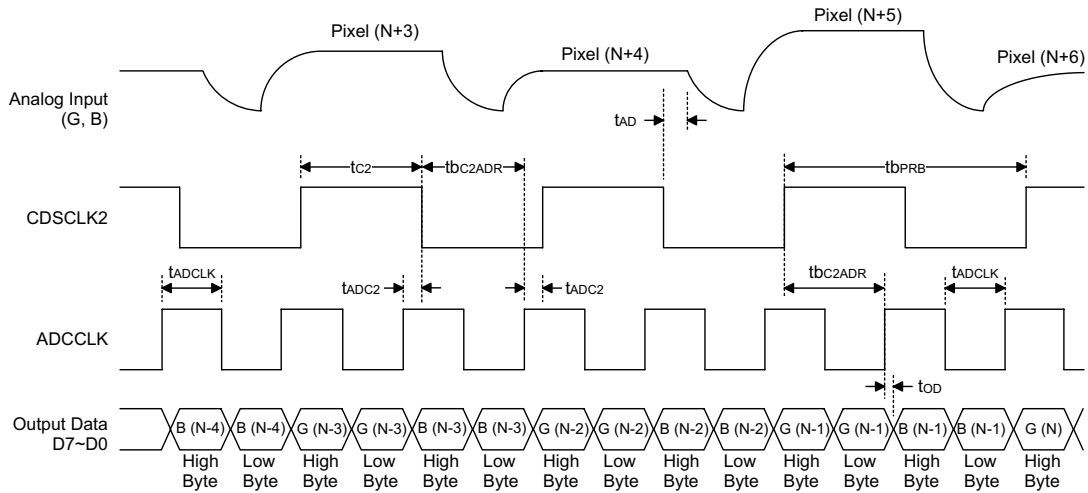 Pixel (N+3)
Pixel (N+4)
Pixel (N+5)
Pixel (N+6)
Analog Input
(G, B)
tAD
tC2
tbC2ADR
tbPRB
CDSCLK2
tADCLK
tADC2
tADC2
tbC2ADR
tADCLK
ADCCLK
tOD
Output Data
D7~D0
B (N-4) B (N-4) G (N-3) G (N-3) B (N-3) B (N-3) G (N-2) G (N-2) B (N-2) B (N-2) G (N-1) G (N-1) B (N-1) B (N-1) G (N)
High Low High Low High Low High Low High Low High Low High Low High
Byte Byte Byte Byte Byte Byte Byte Byte Byte Byte Byte Byte Byte Byte Byte